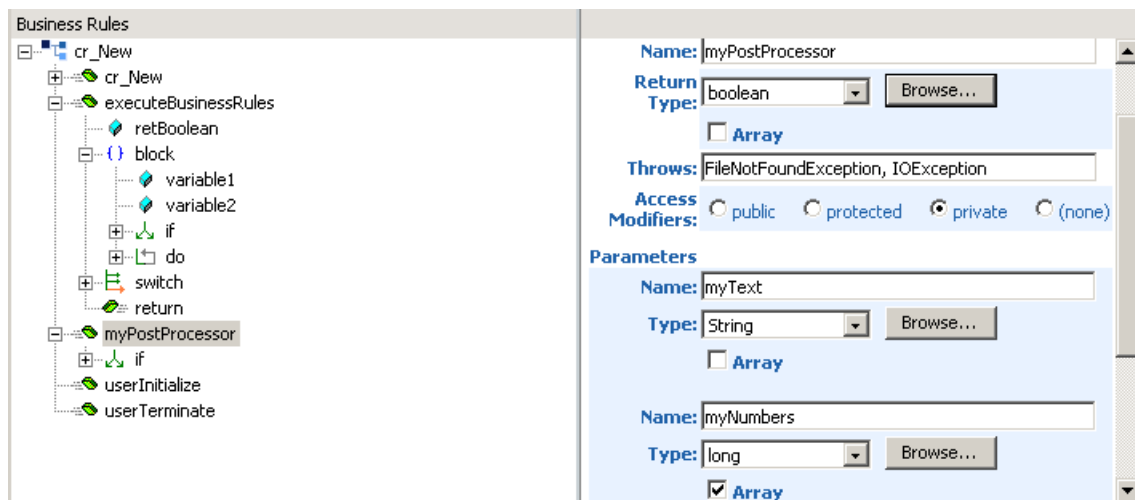 Business Rules
cr_New
cr_New
executeBusinessRules
retBoolean
{ } block
variable1
variable2
if
do
switch
return
myPostProcessor
if
userInitialize
userTerminate
Name: myPostProcessor
Return Type: boolean Browse...
Array
Throws: FileNotFoundException, IOException
Access Modifiers: public protected private (none)
Parameters
Name: myText
Type: String Browse...
Array
Name: myNumbers
Type: long Browse...
Array